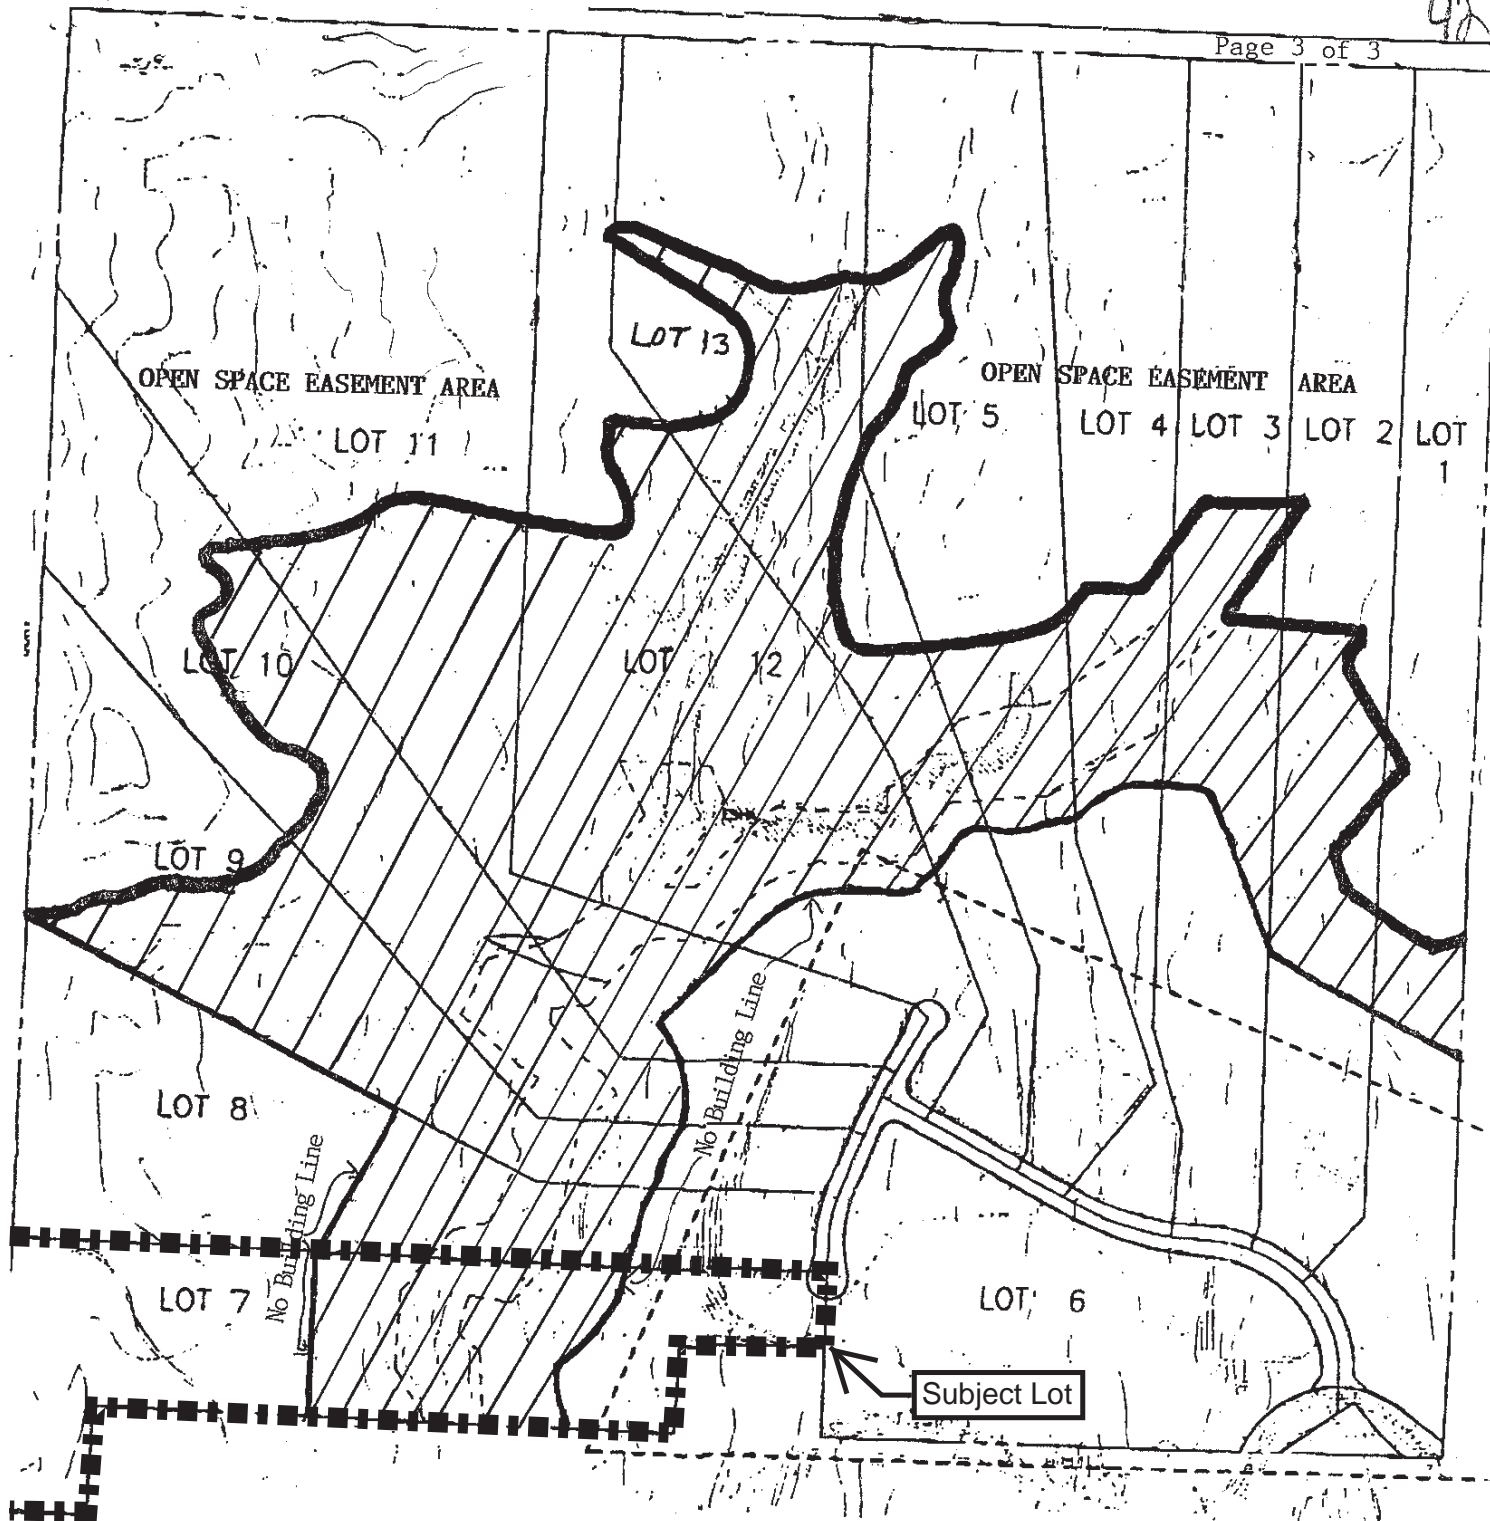 Page 3 of 3
LOT 13
OPEN SPACE EASEMENT AREA
OPEN SPACE EASEMENT AREA
LOT 11
LOT 5
LOT 4
LOT 3
LOT 2
LOT
1
LOT 10
LOT 12
LOT 9
No Building Line
LOT 8
No Building Line
LOT 7
LOT 6
Subject Lot